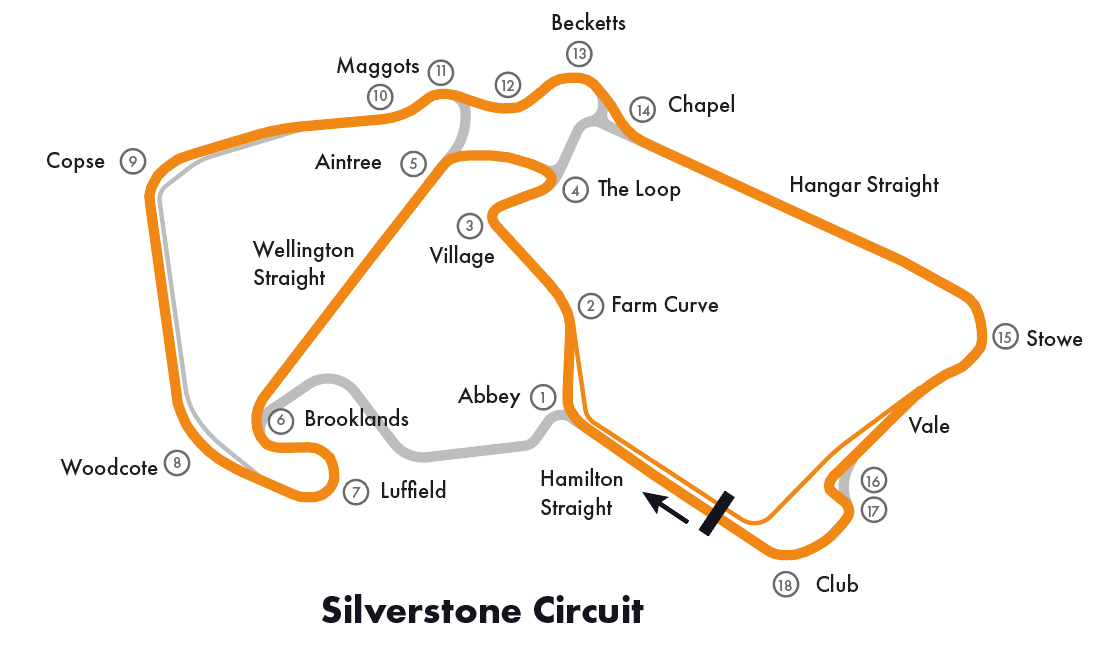 Becketts
13
Maggots
11
12
10
14
Chapel
Copse
9
Aintree
5
4
The Loop
Hangar Straight
3
Village
Wellington
Straight
2
Farm Curve
15
Stowe
Abbey
1
6
Brooklands
Vale
Woodcote
8
7
Luffield
Hamilton
Straight
16
17
18
Club
Silverstone Circuit